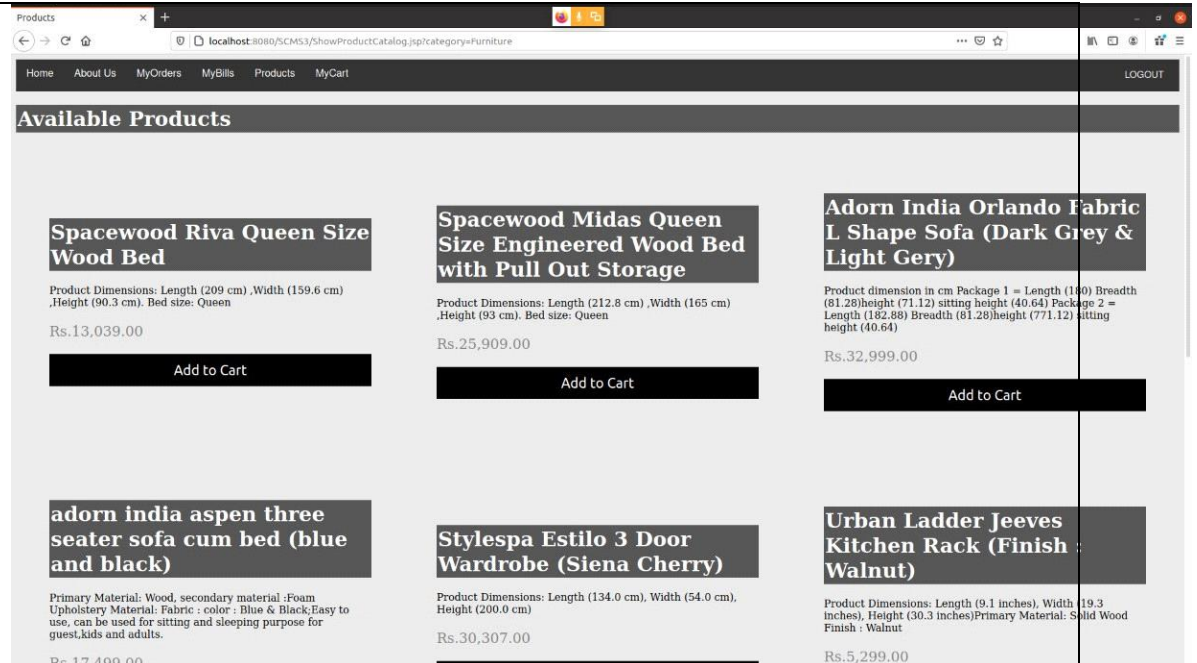 Products
localhost:8080/SCMS3/ShowProductCatalog.jsp?category=Furniture
Home About Us MyOrders MyBills Products MyCart LOGOUT
Available Products
Spacewood Riva Queen Size
Wood Bed
Product Dimensions: Length (209 cm) ,Width (159.6 cm)
,Height (90.3 cm). Bed size: Queen
Rs.13,039.00
Add to Cart
Spacewood Midas Queen
Size Engineered Wood Bed
with Pull Out Storage
Product Dimensions: Length (212.8 cm) ,Width (165 cm)
,Height (93 cm). Bed size: Queen
Rs.25,909.00
Add to Cart
Adorn India Orlando Fabric
L Shape Sofa (Dark Grey &
Light Gery)
Product dimension in cm Package 1 = Length (180) Breadth
(81.28)height (71.12) sitting height (40.64) Package 2 =
Length (182.88) Breadth (81.28)height (771.12) sitting
height (40.64)
Rs.32,999.00
Add to Cart
adorn india aspen three
seater sofa cum bed (blue
and black)
Primary Material: Wood, secondary material :Foam
Upholstery Material: Fabric : color : Blue & Black;Easy to
use, can be used for sitting and sleeping purpose for
guest,kids and adults.
Rs.17,499.00
Stylespa Estilo 3 Door
Wardrobe (Siena Cherry)
Product Dimensions: Length (134.0 cm), Width (54.0 cm),
Height (200.0 cm)
Rs.30,307.00
Urban Ladder Jeeves
Kitchen Rack (Finish :
Walnut)
Product Dimensions: Length (9.1 inches), Width (19.3
inches), Height (30.3 inches)Primary Material: Solid Wood
Finish : Walnut
Rs.5,299.00